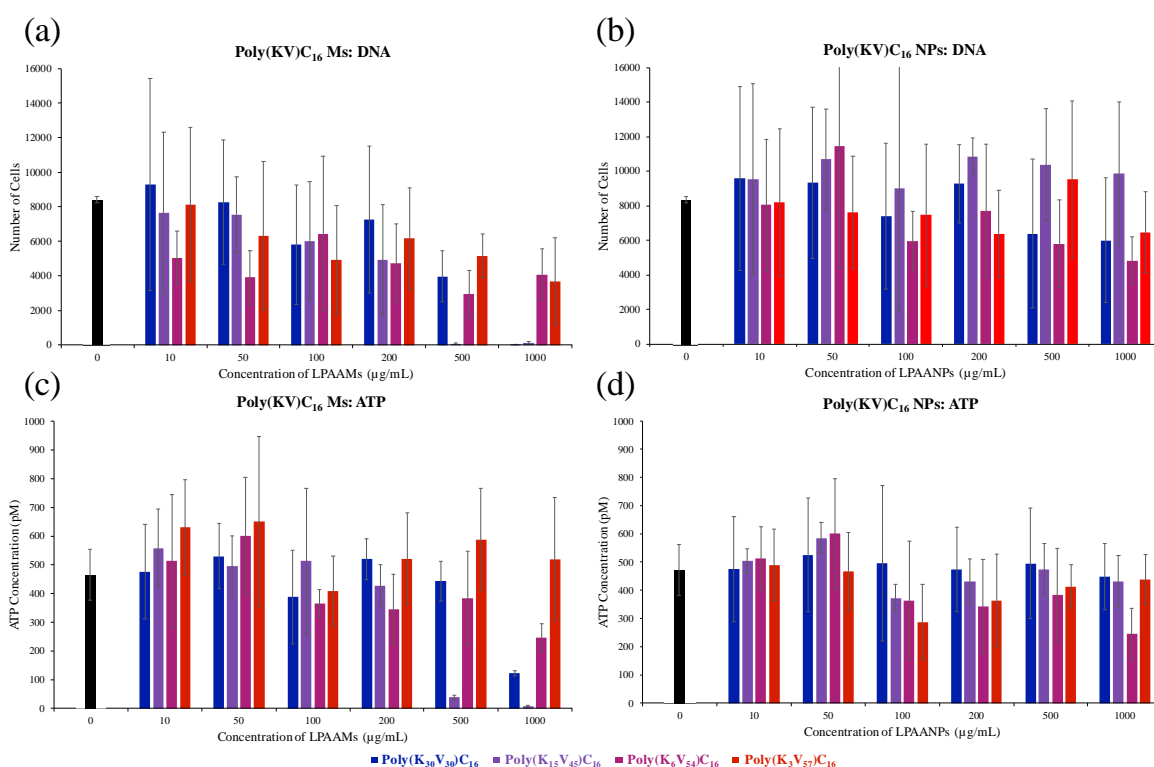 (a)
Poly(KV)C₁₆ Ms: DNA
16000
14000
12000
10000
8000
6000
4000
2000
0
Number of Cells
0 10 50 100 200 500 1000
Concentration of LPAAMs (µg/mL)
(b)
Poly(KV)C₁₆ NPs: DNA
16000
14000
12000
10000
8000
6000
4000
2000
0
Number of Cells
0 10 50 100 200 500 1000
Concentration of LPAANPs (µg/mL)
(c)
Poly(KV)C₁₆ Ms: ATP
1000
900
800
700
600
500
400
300
200
100
0
ATP Concentration (pM)
0 10 50 100 200 500 1000
Concentration of LPAAMs (µg/mL)
(d)
Poly(KV)C₁₆ NPs: ATP
1000
900
800
700
600
500
400
300
200
100
0
ATP Concentration (pM)
0 10 50 100 200 500 1000
Concentration of LPAANPs (µg/mL)
Poly(K₃₀V₃₀)C₁₆ Poly(K₁₅V₄₅)C₁₆ Poly(K₆V₅₄)C₁₆ Poly(K₃V₅₇)C₁₆